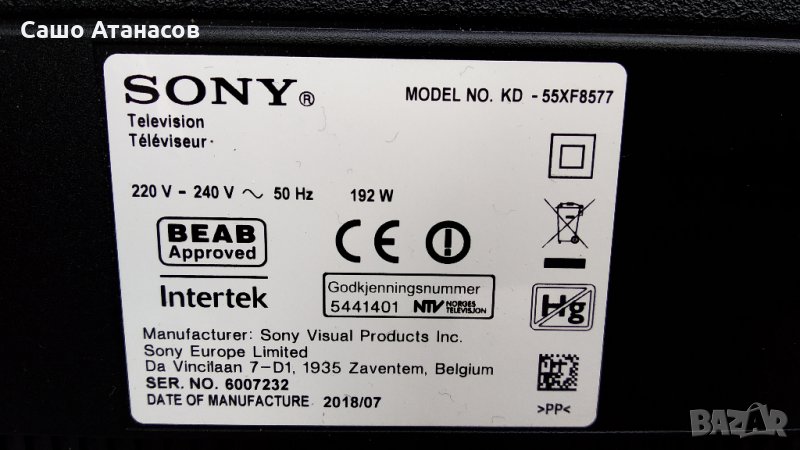 Сашо Атанасов
SONY®
MODEL NO. KD - 55XF8577
Television
Téléviseur
220 V - 240 V ~ 50 Hz 192 W
BEAB
Approved
CE
Intertek
Godkjenningsnummer
5441401 NTV NORGES TELEVISJON
Hg
Manufacturer: Sony Visual Products Inc.
Sony Europe Limited
Da Vincilaan 7-D1, 1935 Zaventem, Belgium
SER. NO. 6007232
DATE OF MANUFACTURE 2018/07
>PP<
BAZAR